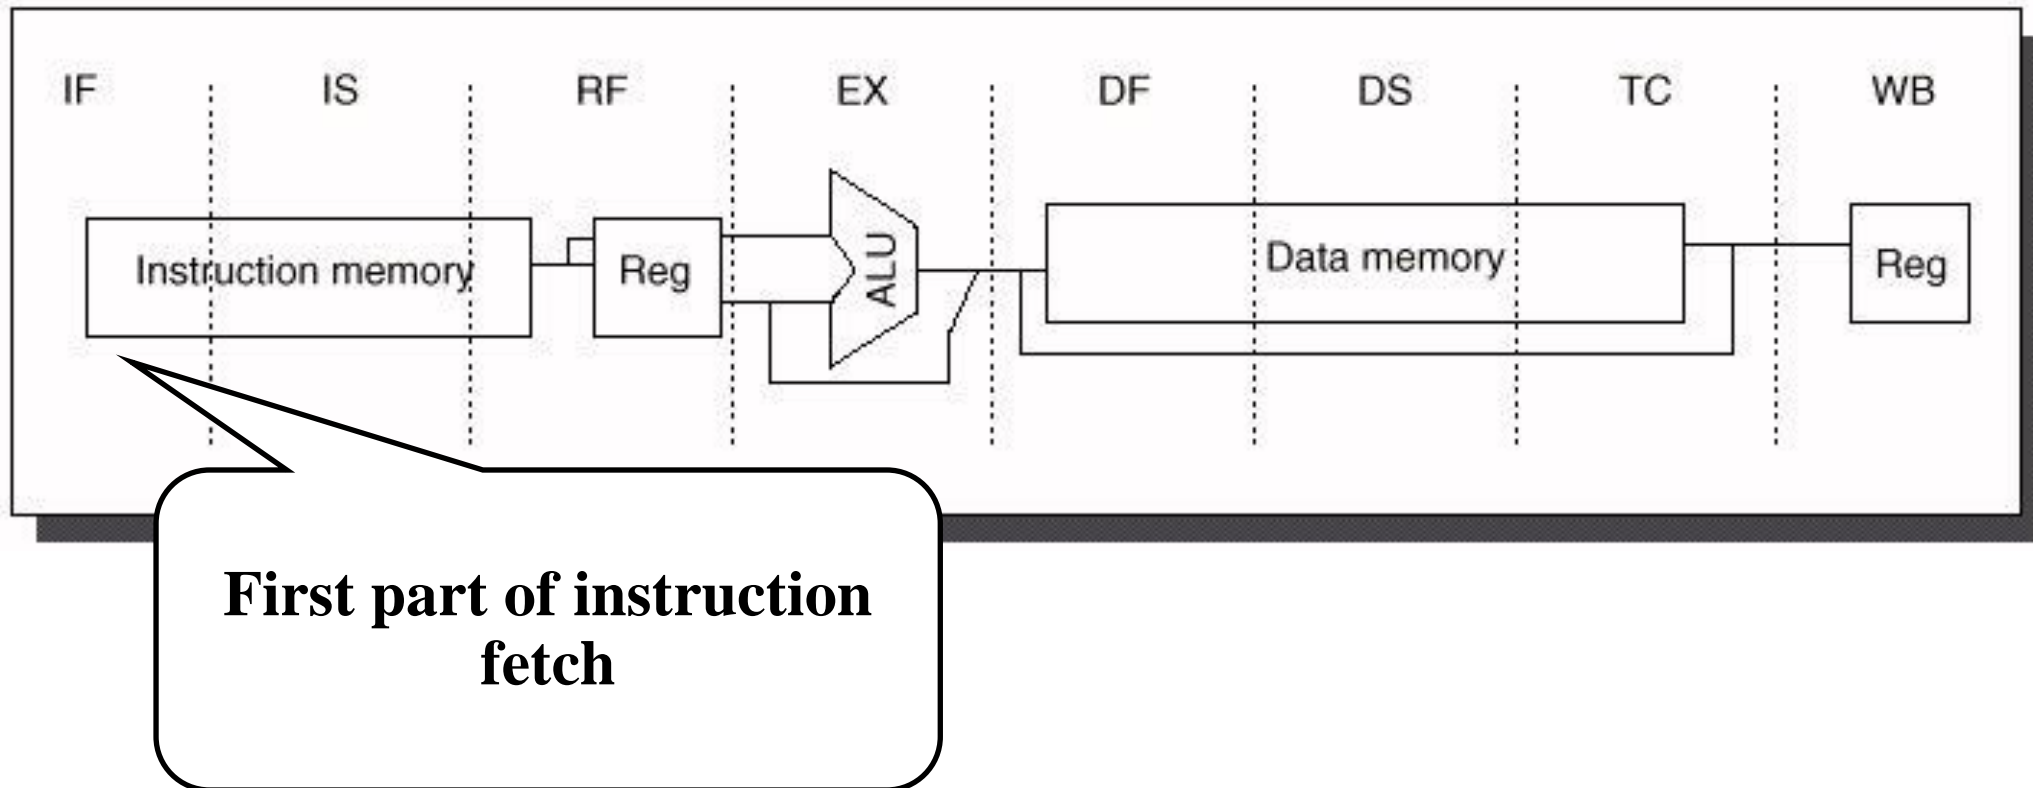 IF IS RF EX DF DS TC WB
Instruction memory Reg ALU Data memory Reg
First part of instruction
fetch